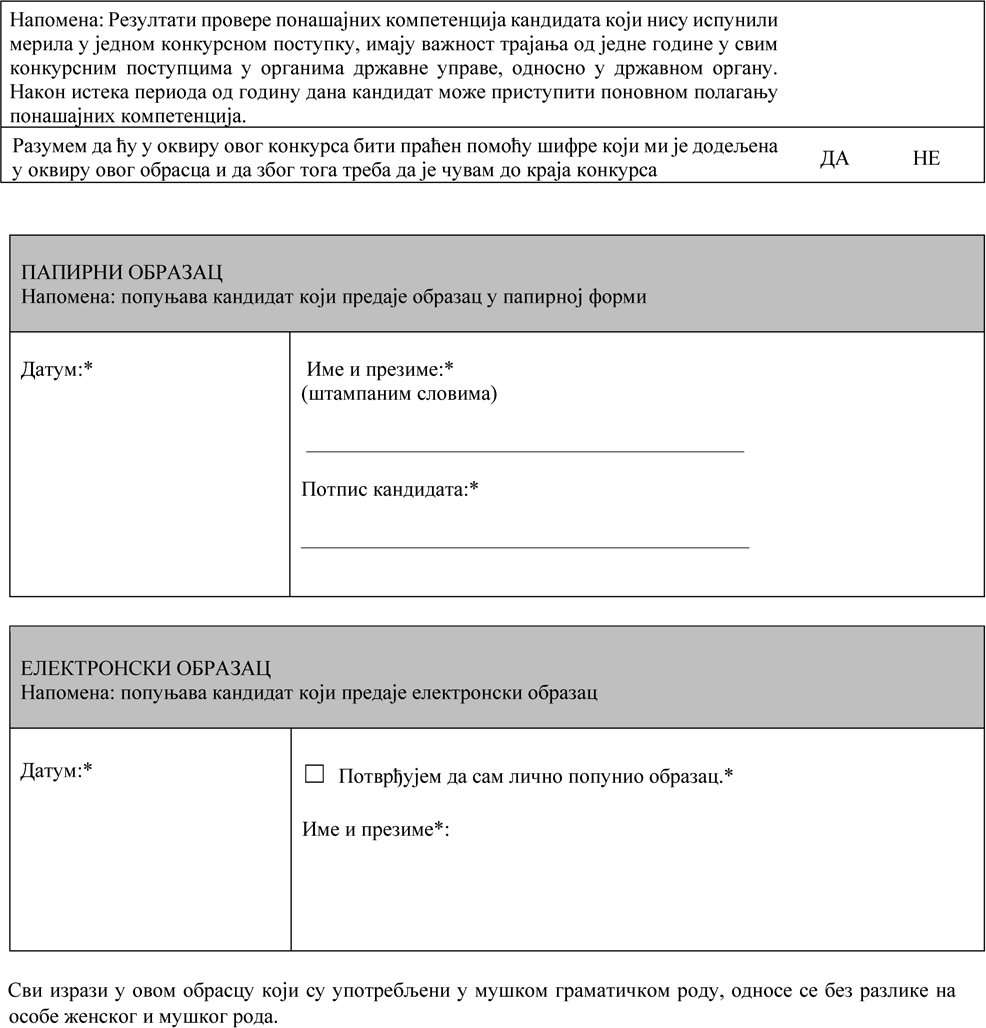 Напомена: Резултати провере понашајних компетенција кандидата који нису испунили
мерила у једном конкурсном поступку, имају важност трајања од једне године у свим
конкурсним поступцима у органима државне управе, односно у државном органу.
Након истека периода од годину дана кандидат може приступити поновном полагању
понашајних компетенција.
Разумем да ћу у оквиру овог конкурса бити праћен помоћу шифре који ми је додељена
у оквиру овог обрасца и да због тога треба да је чувам до краја конкурса
ДА НЕ
ПАПИРНИ ОБРАЗАЦ
Напомена: попуњава кандидат који предаје образац у папирној форми
Датум:*
Име и презиме:*
(штампаним словима)
Потпис кандидата:*
ЕЛЕКТРОНСКИ ОБРАЗАЦ
Напомена: попуњава кандидат који предаје електронски образац
Датум:*
Потврђујем да сам лично попунио образац.*
Име и презиме*:
Сви изрази у овом обрасцу који су употребљени у мушком граматичком роду, односе се без разлике на
особе женског и мушког рода.